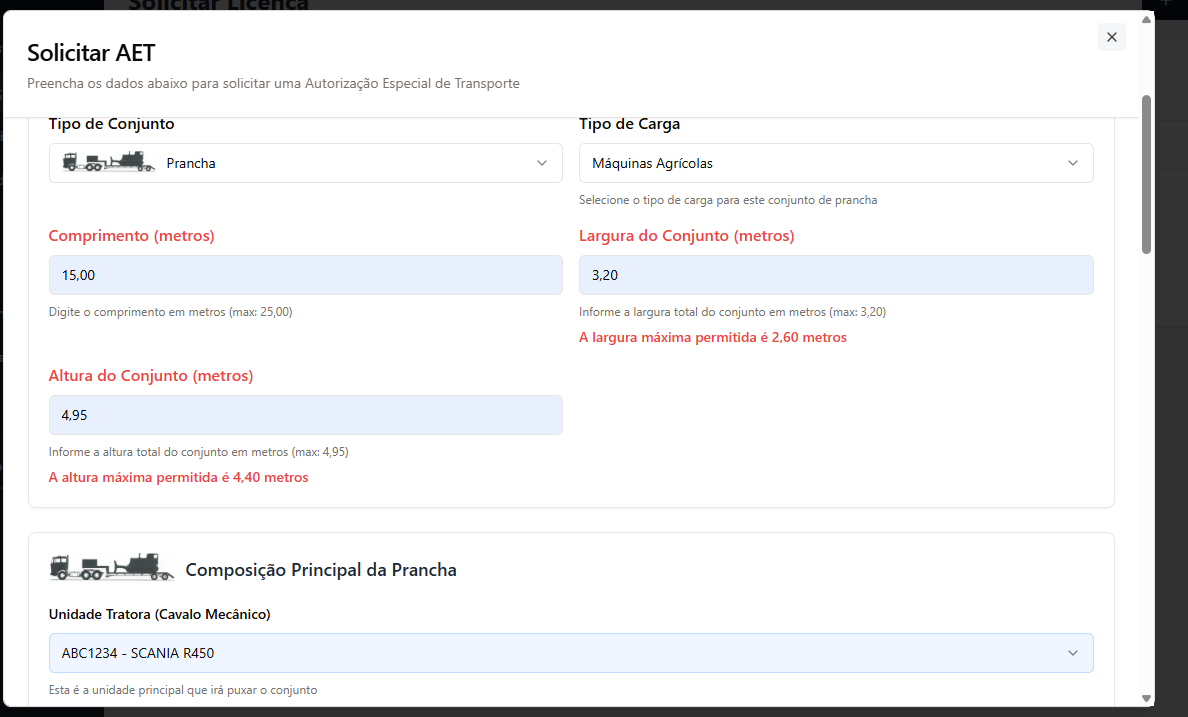 Solicitar Licença
Solicitar AET
Preencha os dados abaixo para solicitar uma Autorização Especial de Transporte
Tipo de Conjunto
Tipo de Carga
Prancha
Máquinas Agrícolas
Selecione o tipo de carga para este conjunto de prancha
Comprimento (metros)
Largura do Conjunto (metros)
15,00
3,20
Digite o comprimento em metros (max: 25,00)
Informe a largura total do conjunto em metros (max: 3,20)
A largura máxima permitida é 2,60 metros
Altura do Conjunto (metros)
4,95
Informe a altura total do conjunto em metros (max: 4,95)
A altura máxima permitida é 4,40 metros
Composição Principal da Prancha
Unidade Tratora (Cavalo Mecânico)
ABC1234 - SCANIA R450
Esta é a unidade principal que irá puxar o conjunto